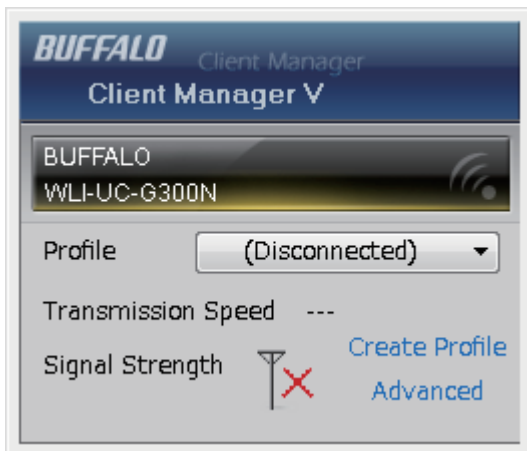 BUFFALO Client Manager
Client Manager V
BUFFALO
WLI-UC-G300N
Profile (Disconnected)
Transmission Speed ---
Signal Strength
Create Profile
Advanced